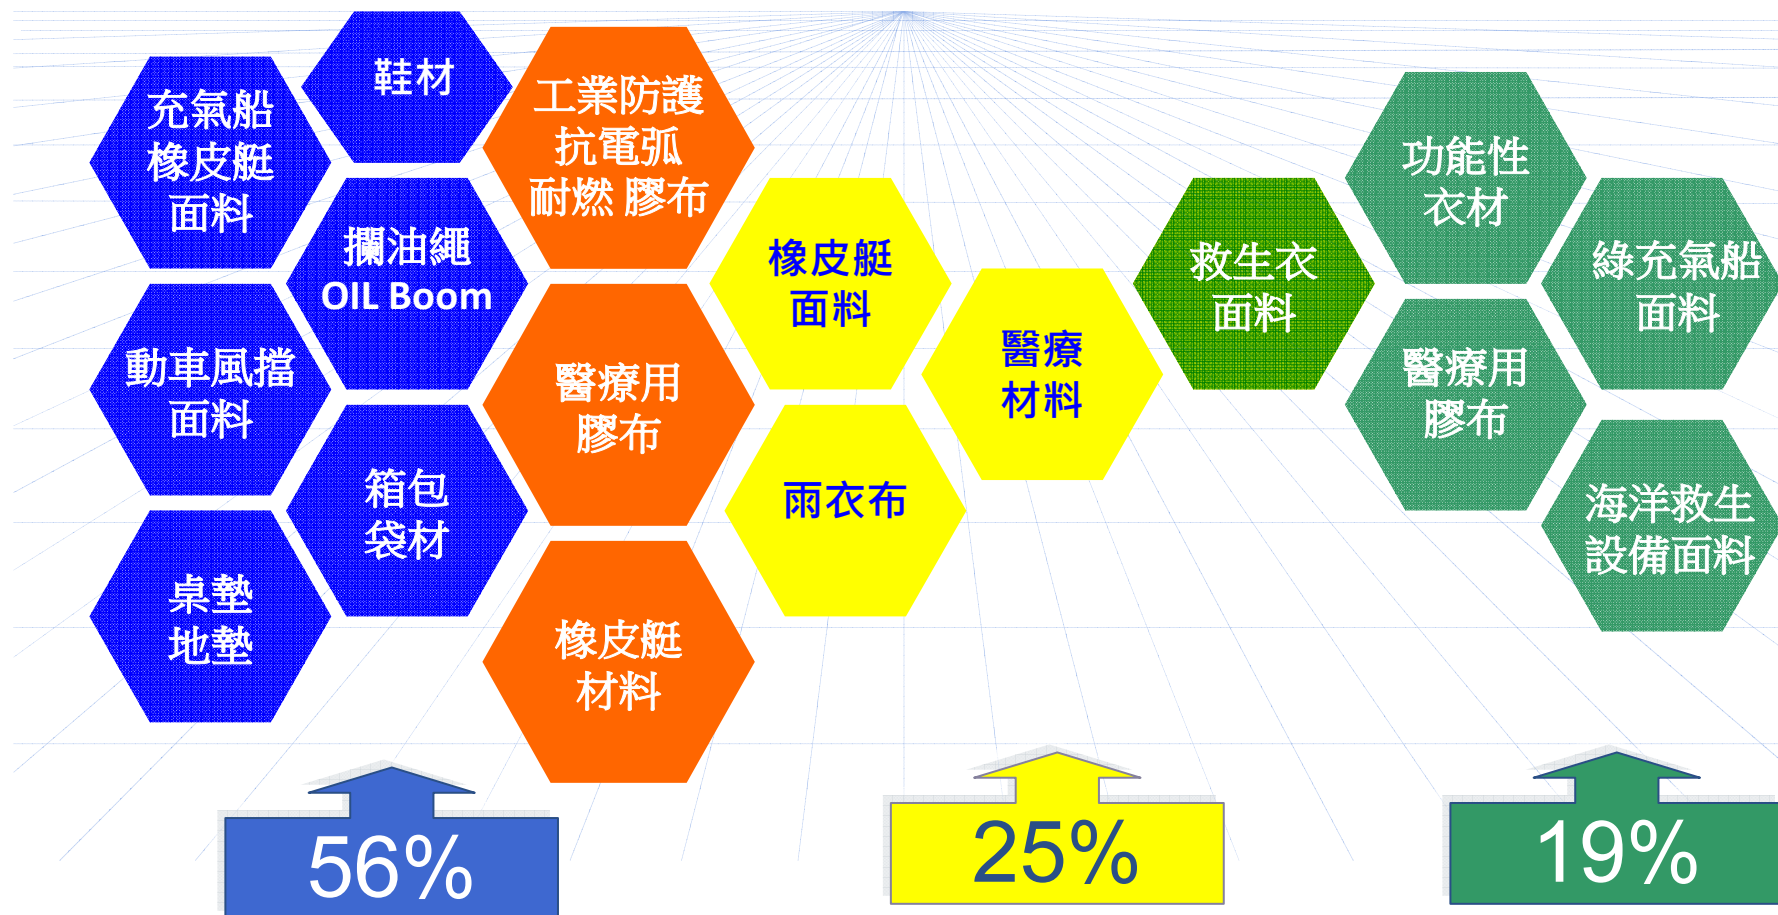 鞋材
充氣船
橡皮艇
面料
攔油繩
OIL Boom
動車風擋
面料
箱包
袋材
桌墊
地墊
工業防護
抗電弧
耐燃 膠布
醫療用
膠布
橡皮艇
材料
橡皮艇
面料
醫療
材料
雨衣布
救生衣
面料
功能性
衣材
綠充氣船
面料
醫療用
膠布
海洋救生
設備面料
56%
25%
19%